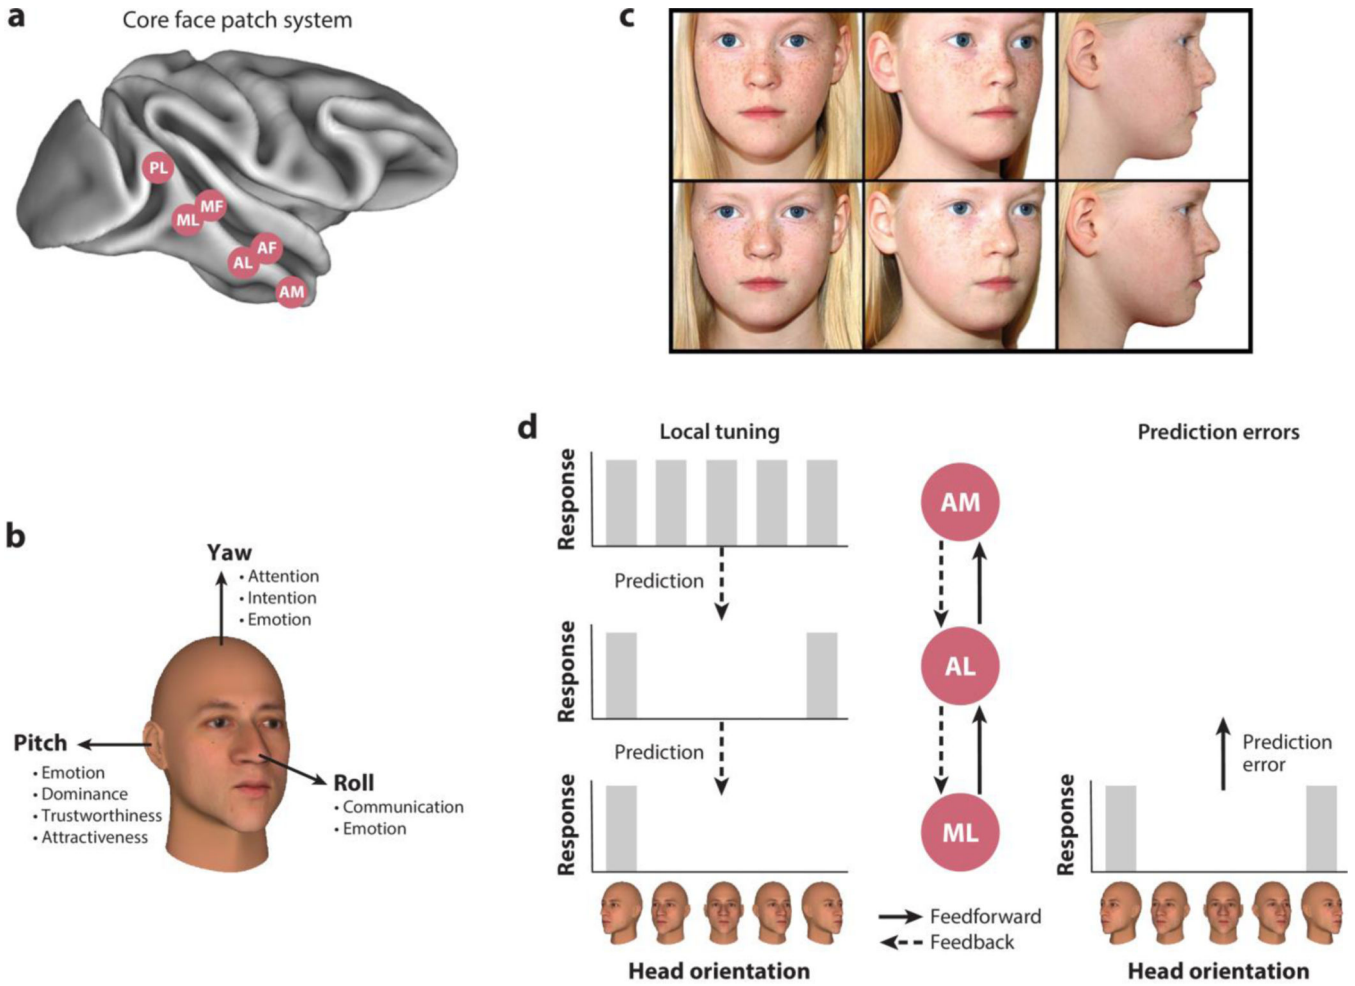 a
Core face patch system
PL
MF
ML
AF
AL
AM
b
Yaw
• Attention
• Intention
• Emotion
Pitch
• Emotion
• Dominance
• Trustworthiness
• Attractiveness
Roll
• Communication
• Emotion
c
d
Local tuning
Response
Prediction
Response
Prediction
Response
Head orientation
AM
AL
ML
Feedforward
Feedback
Prediction errors
Prediction
error
Response
Head orientation